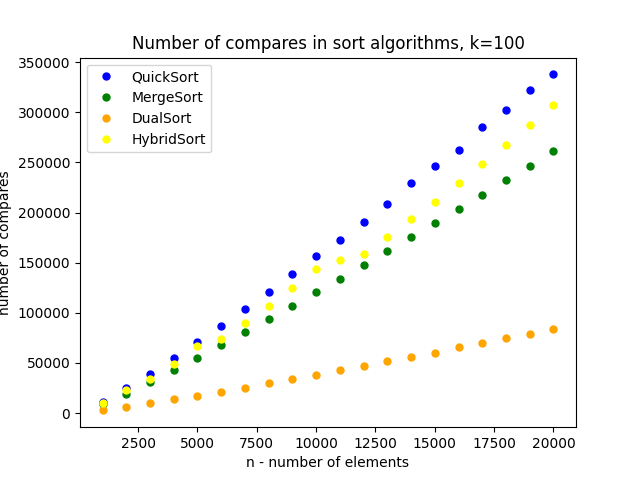 Number of compares in sort algorithms, k=100
number of compares
350000
300000
250000
200000
150000
100000
50000
0
QuickSort
MergeSort
DualSort
HybridSort
2500 5000 7500 10000 12500 15000 17500 20000
n - number of elements